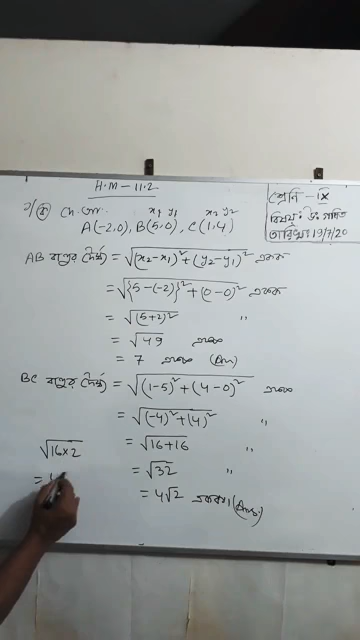 H.M – 11.2
শ্রেণি – IX
বিষয়: উঃ গণিত
তারিখঃ 19/7/20
x₁ y₁ x₂ y₂
A(-2,0), B(5,0), C(1,4)
AB বাহুর দৈর্ঘ্য = √(x₂-x₁)²+(y₂-y₁)² একক
= √{5-(-2)}²+(0-0)² একক
= √(5+2)² "
= √49 একক
= 7 একক (Ans)
BC বাহুর দৈর্ঘ্য = √(1-5)²+(4-0)² একক
= √(-4)²+(4)² "
= √16+16
= √32 "
= 4√2 একক। (Ans.)
√16×2
=